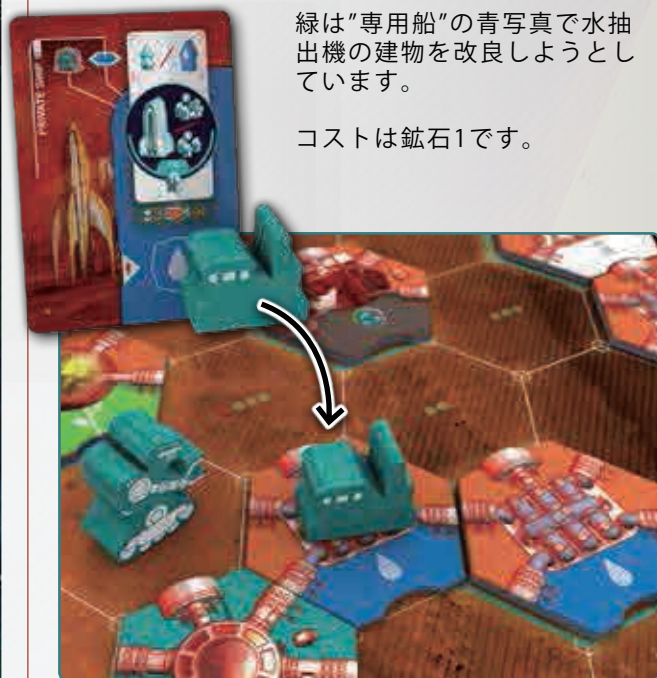 緑は"専用船"の青写真で水抽
出機の建物を改良しようとし
ています。
コストは鉱石1です。
PRIVATE SHIP